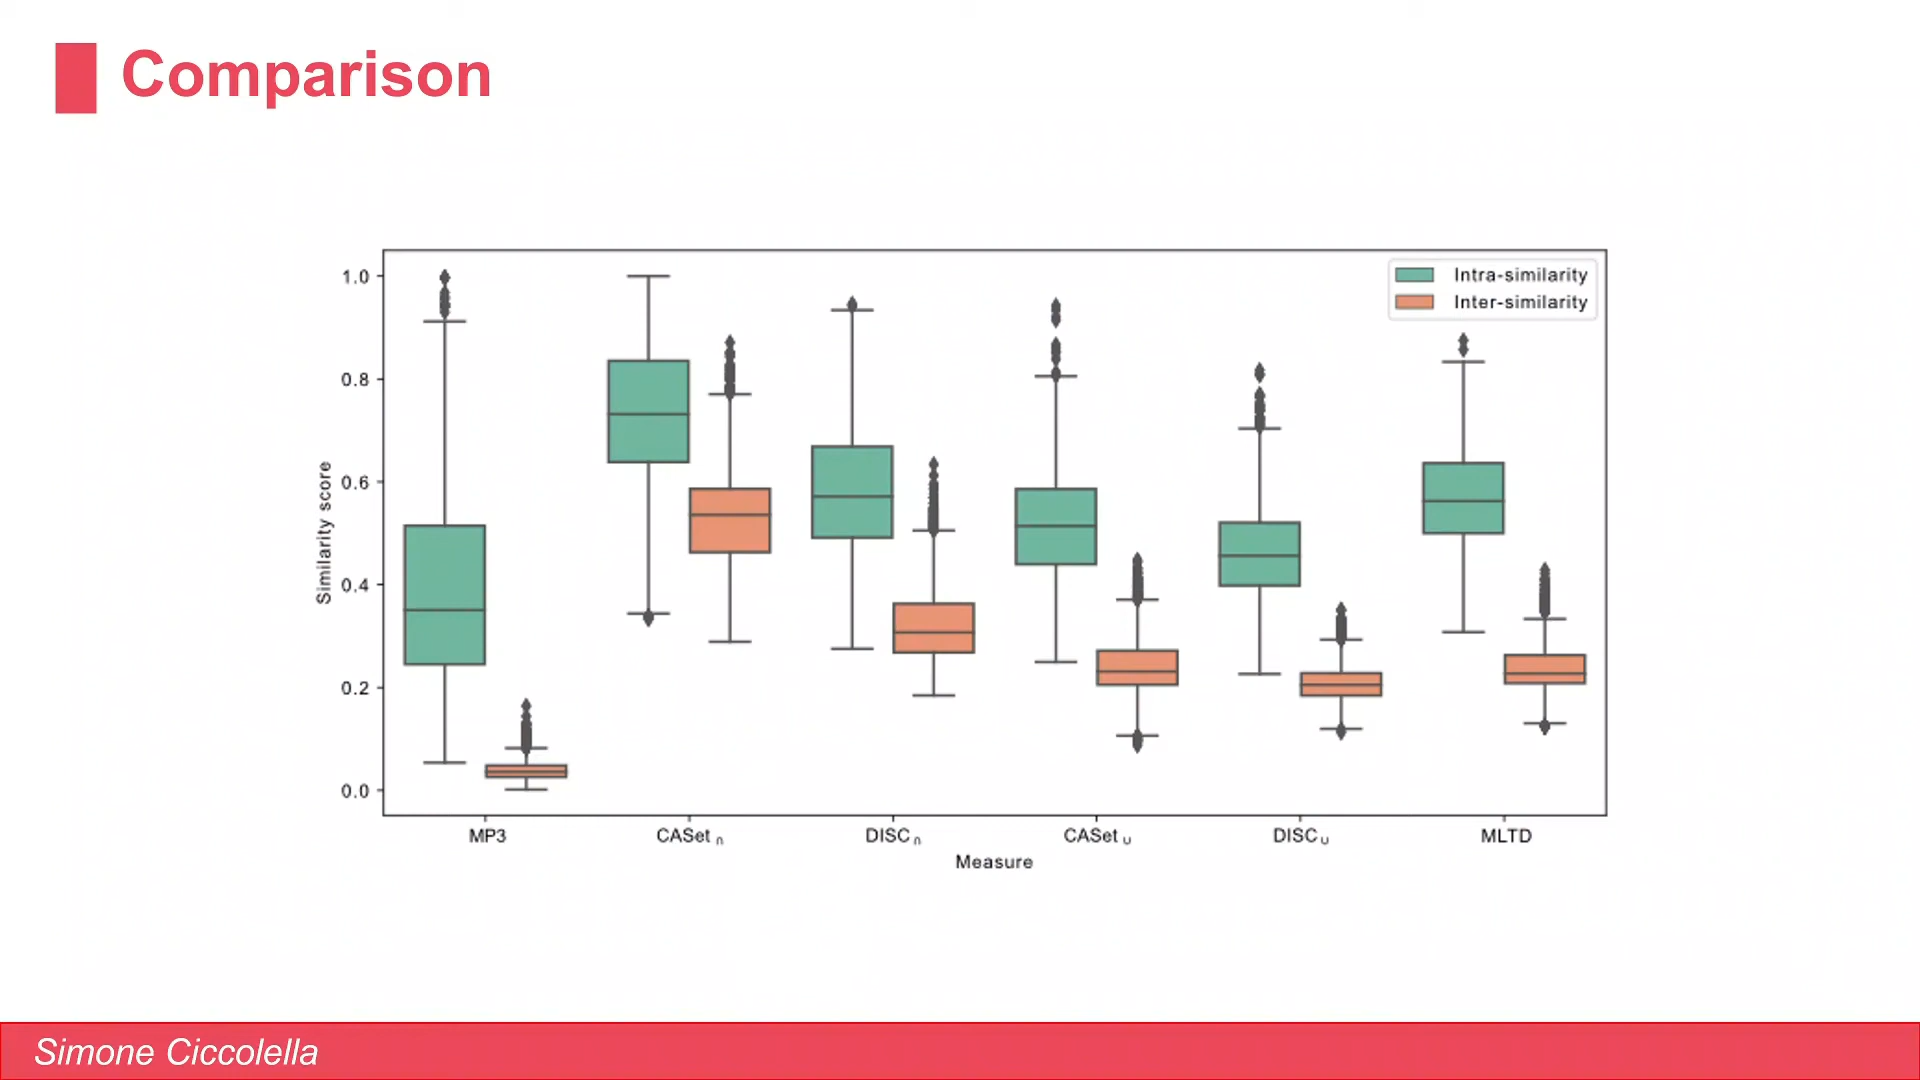 Comparison
Intra-similarity
Inter-similarity
1.0
0.8
0.6
0.4
0.2
0.0
Similarity score
MP3 CASet ∩ DISC ∩ CASet ∪ DISC ∪ MLTD
Measure
Simone Ciccolella